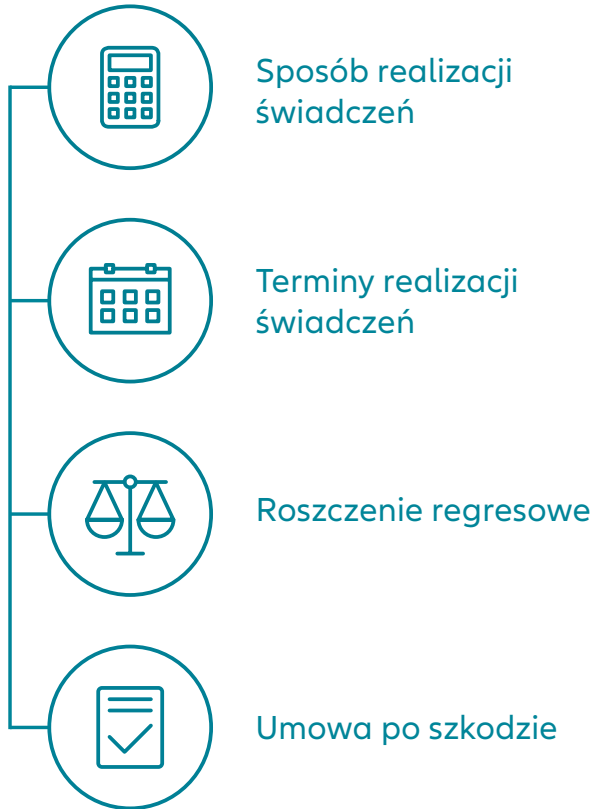 Sposób realizacji
świadczeń
Terminy realizacji
świadczeń
Roszczenie regresowe
Umowa po szkodzie